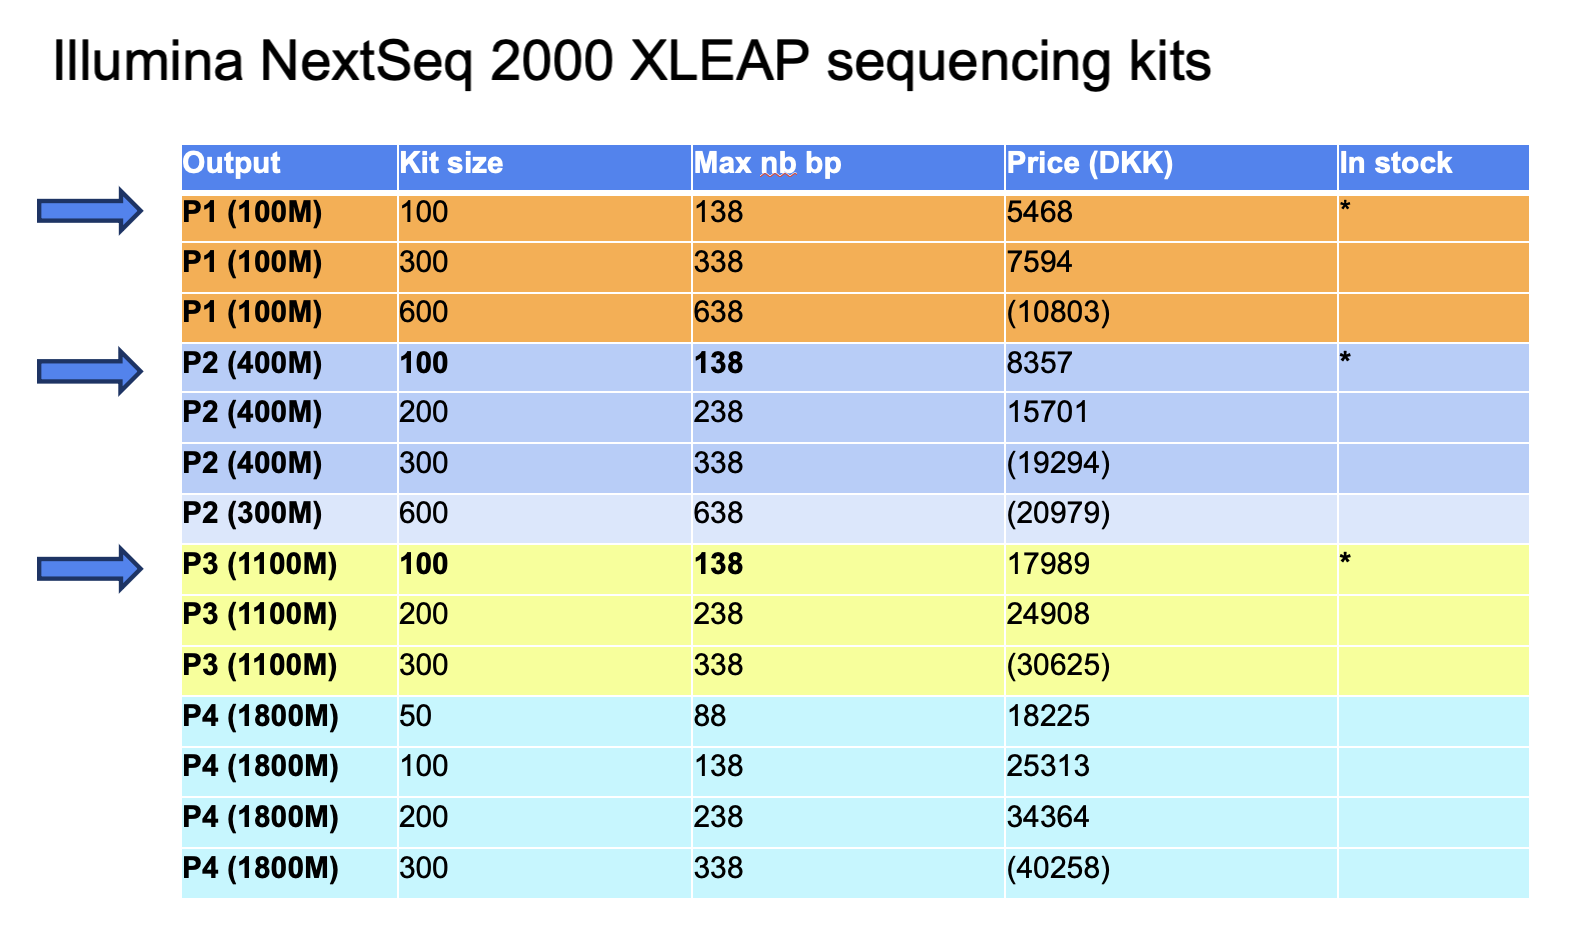 Illumina NextSeq 2000 XLEAP sequencing kits
Output Kit size Max nb bp Price (DKK) In stock
P1 (100M) 100 138 5468 *
P1 (100M) 300 338 7594
P1 (100M) 600 638 (10803)
P2 (400M) 100 138 8357 *
P2 (400M) 200 238 15701
P2 (400M) 300 338 (19294)
P2 (300M) 600 638 (20979)
P3 (1100M) 100 138 17989 *
P3 (1100M) 200 238 24908
P3 (1100M) 300 338 (30625)
P4 (1800M) 50 88 18225
P4 (1800M) 100 138 25313
P4 (1800M) 200 238 34364
P4 (1800M) 300 338 (40258)